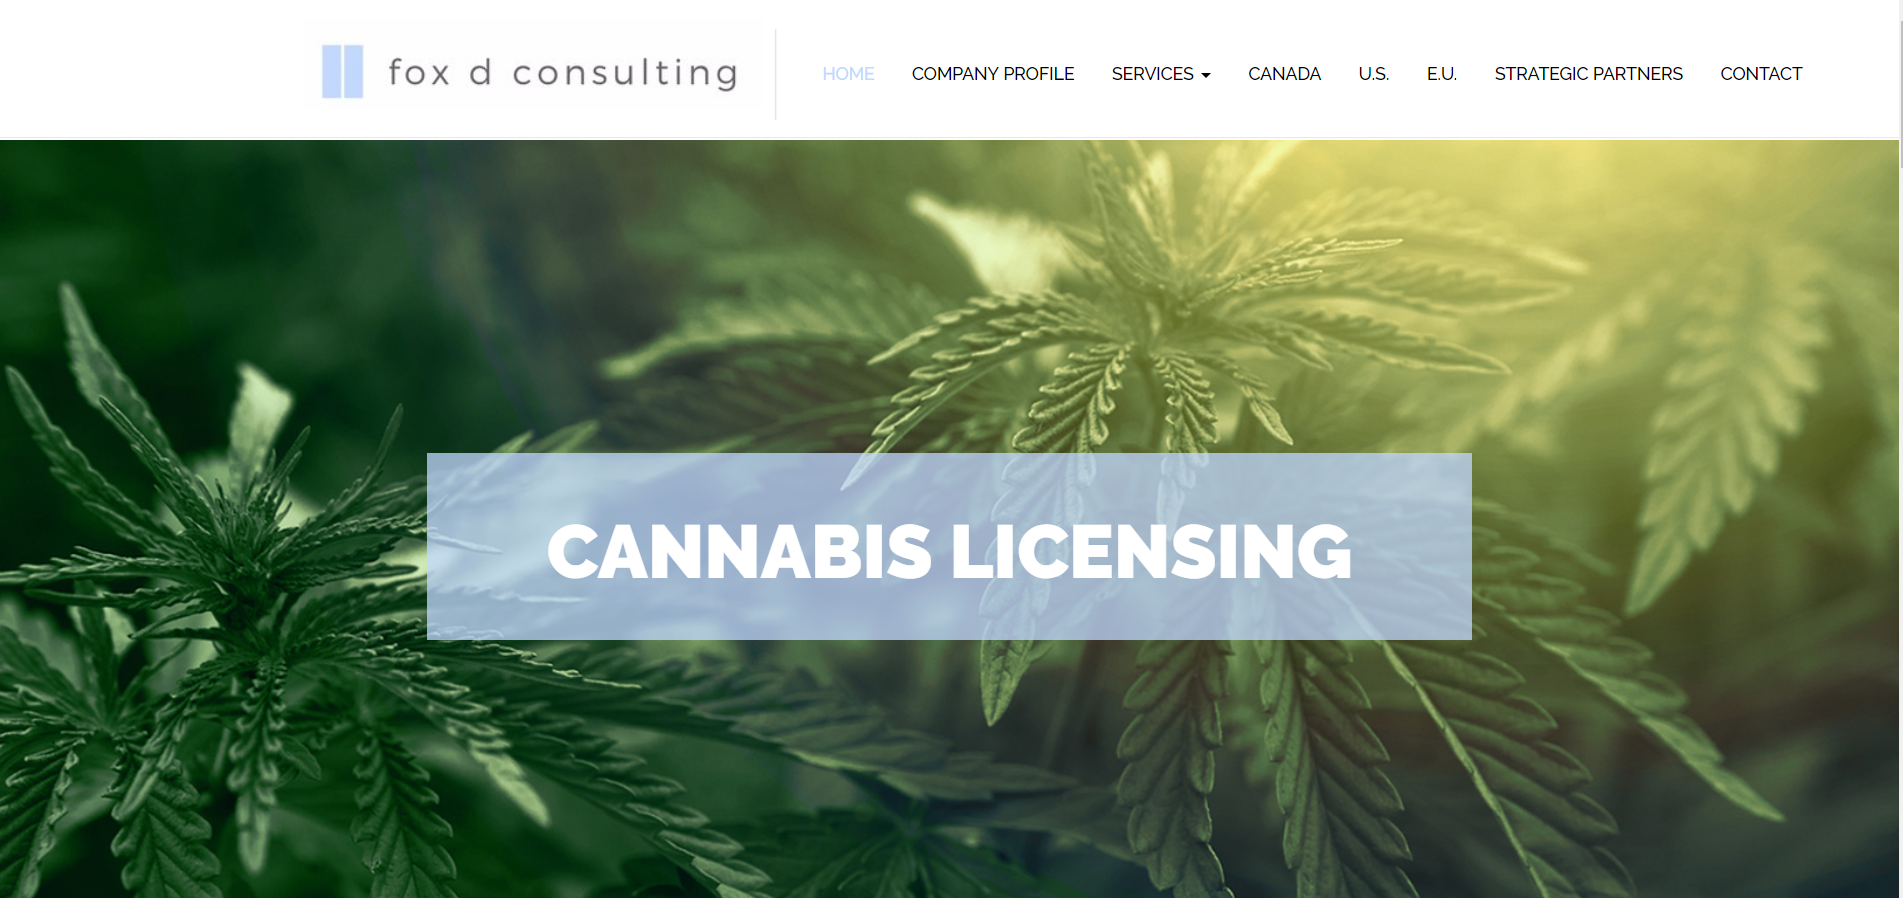 fox d consulting
HOME COMPANY PROFILE SERVICES CANADA U.S. E.U. STRATEGIC PARTNERS CONTACT
CANNABIS LICENSING